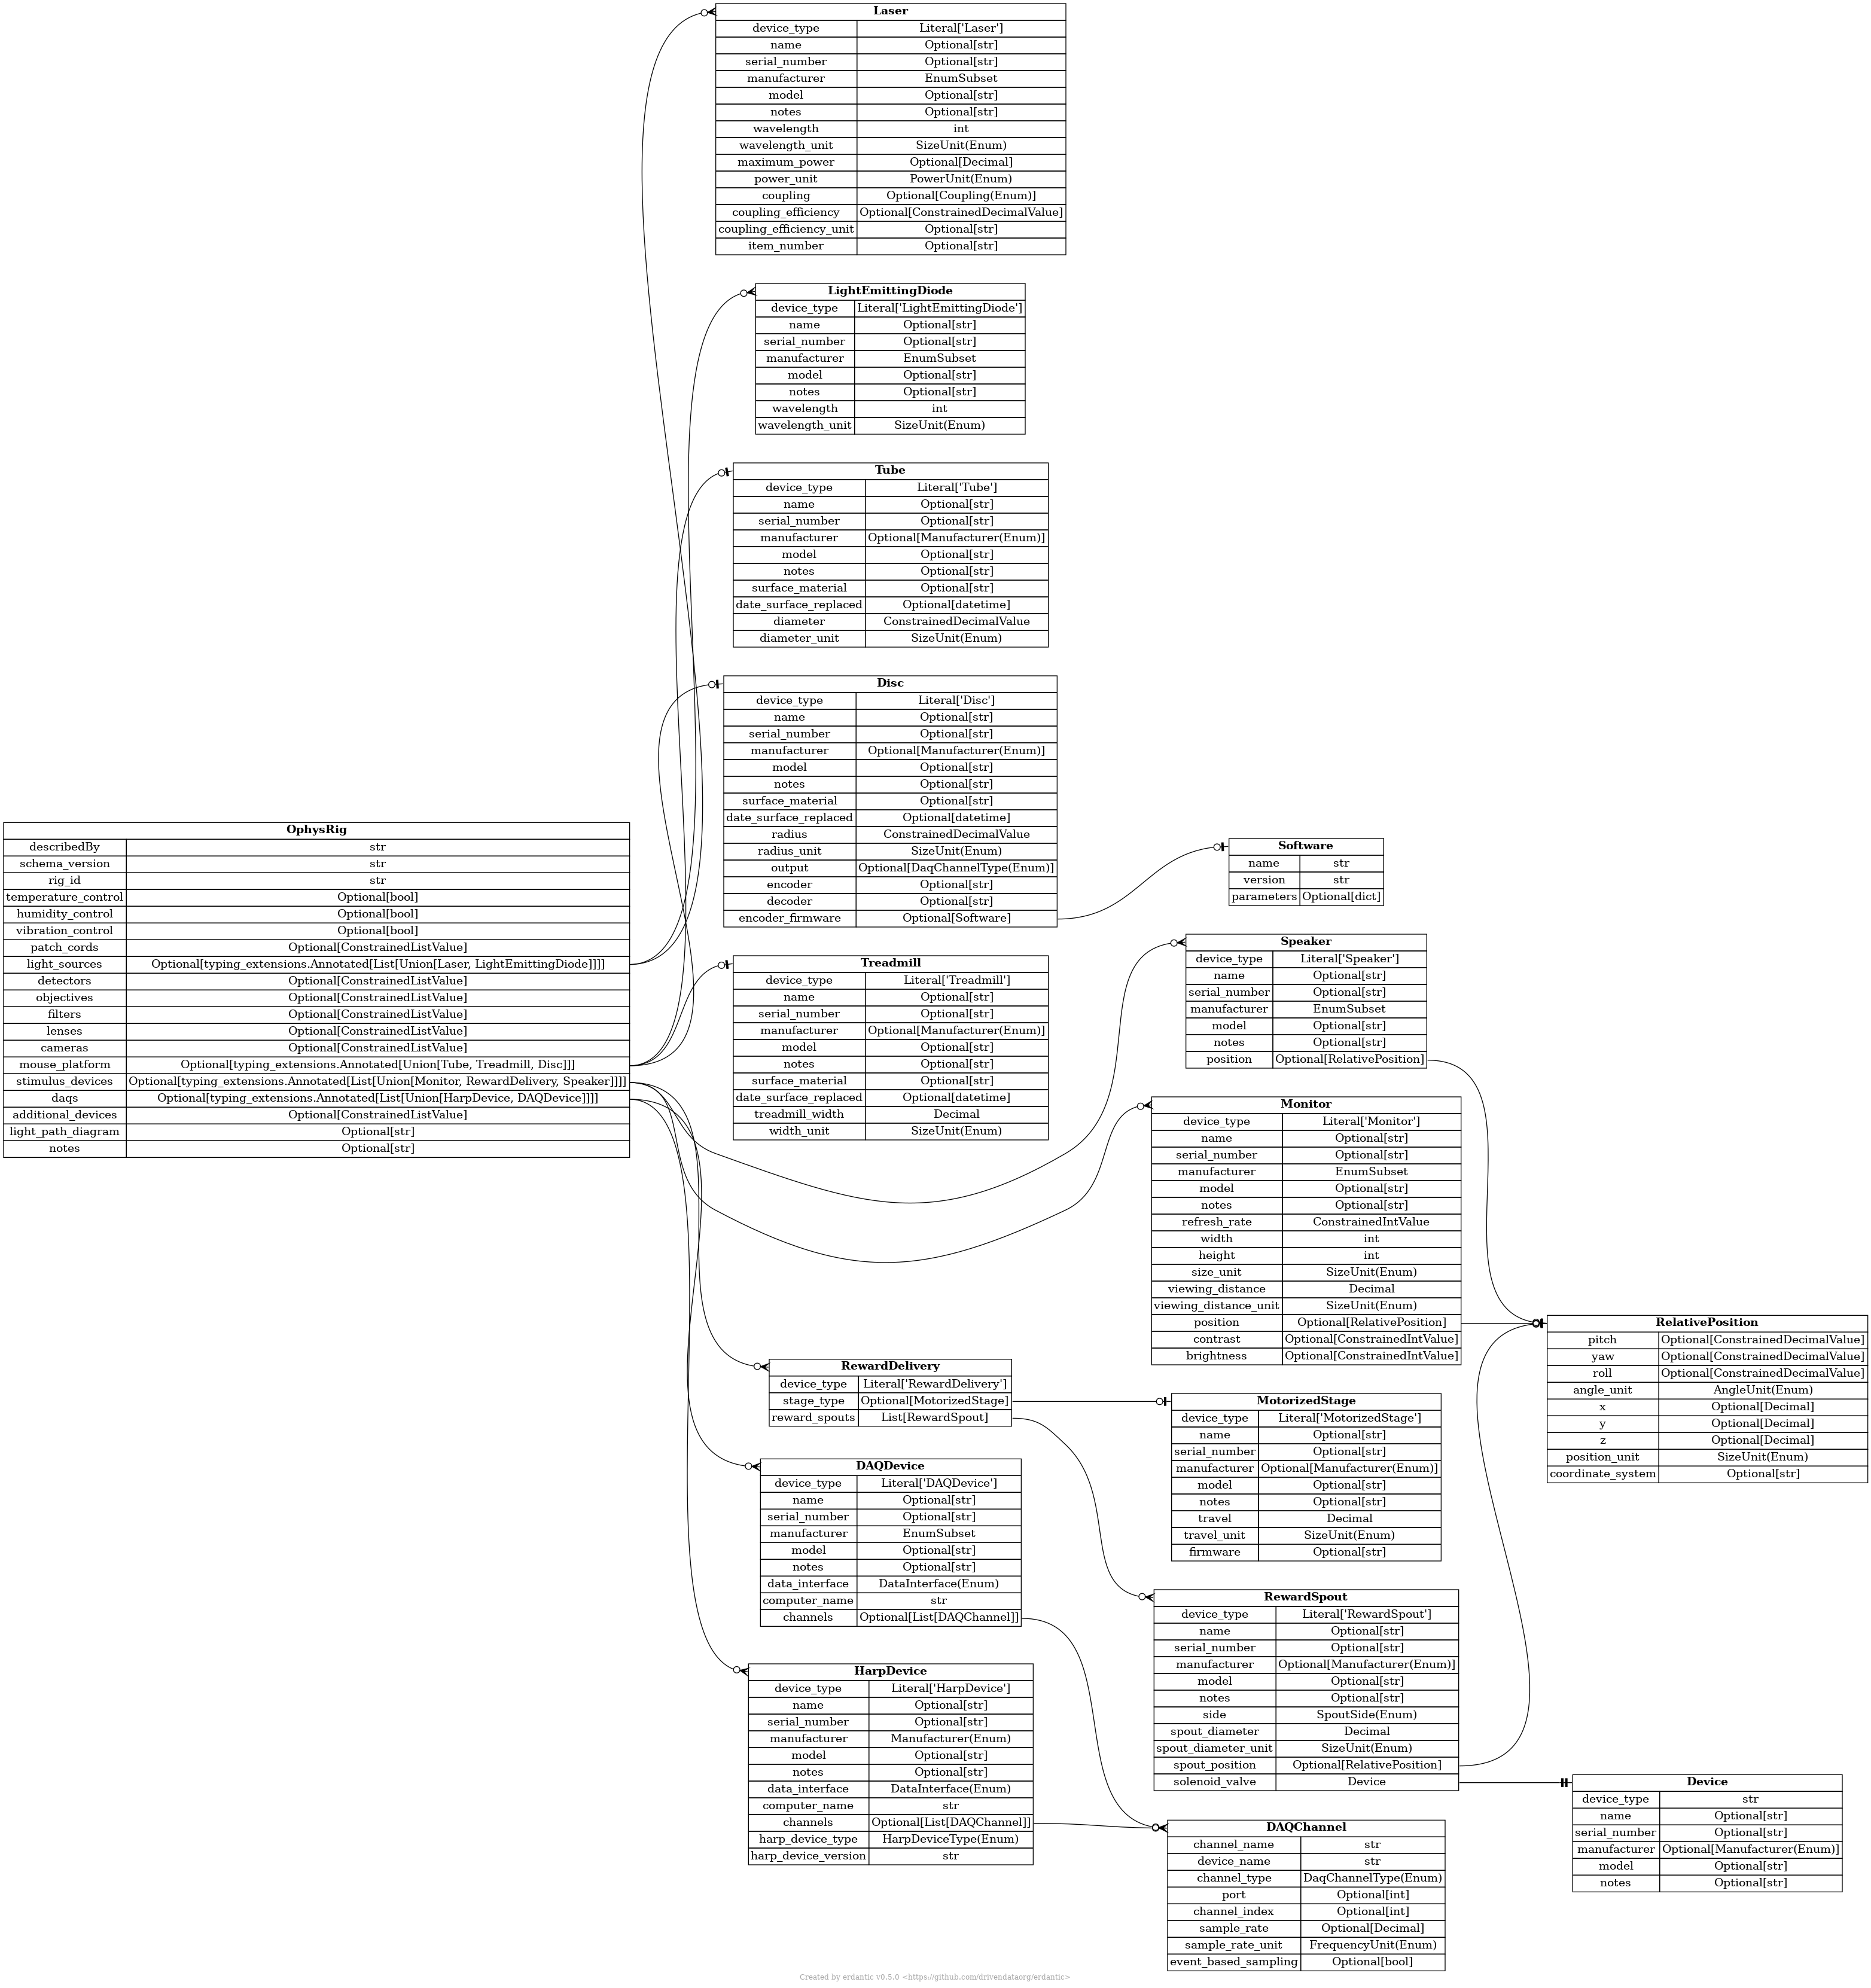 Laser
device_type Literal['Laser']
name Optional[str]
serial_number Optional[str]
manufacturer EnumSubset
model Optional[str]
notes Optional[str]
wavelength int
wavelength_unit SizeUnit(Enum)
maximum_power Optional[Decimal]
power_unit PowerUnit(Enum)
coupling Optional[Coupling(Enum)]
coupling_efficiency Optional[ConstrainedDecimalValue]
coupling_efficiency_unit Optional[str]
item_number Optional[str]
LightEmittingDiode
device_type Literal['LightEmittingDiode']
name Optional[str]
serial_number Optional[str]
manufacturer EnumSubset
model Optional[str]
notes Optional[str]
wavelength int
wavelength_unit SizeUnit(Enum)
Tube
device_type Literal['Tube']
name Optional[str]
serial_number Optional[str]
manufacturer Optional[Manufacturer(Enum)]
model Optional[str]
notes Optional[str]
surface_material Optional[str]
date_surface_replaced Optional[datetime]
diameter ConstrainedDecimalValue
diameter_unit SizeUnit(Enum)
Disc
device_type Literal['Disc']
name Optional[str]
serial_number Optional[str]
manufacturer Optional[Manufacturer(Enum)]
model Optional[str]
notes Optional[str]
surface_material Optional[str]
date_surface_replaced Optional[datetime]
radius ConstrainedDecimalValue
radius_unit SizeUnit(Enum)
output Optional[DaqChannelType(Enum)]
encoder Optional[str]
decoder Optional[str]
encoder_firmware Optional[Software]
OphysRig
describedBy str
schema_version str
rig_id str
temperature_control Optional[bool]
humidity_control Optional[bool]
vibration_control Optional[bool]
patch_cords Optional[ConstrainedListValue]
light_sources Optional[typing_extensions.Annotated[List[Union[Laser, LightEmittingDiode]]]]
detectors Optional[ConstrainedListValue]
objectives Optional[ConstrainedListValue]
filters Optional[ConstrainedListValue]
lenses Optional[ConstrainedListValue]
cameras Optional[ConstrainedListValue]
mouse_platform Optional[typing_extensions.Annotated[Union[Tube, Treadmill, Disc]]]
stimulus_devices Optional[typing_extensions.Annotated[List[Union[Monitor, RewardDelivery, Speaker]]]]
daqs Optional[typing_extensions.Annotated[List[Union[HarpDevice, DAQDevice]]]]
additional_devices Optional[ConstrainedListValue]
light_path_diagram Optional[str]
notes Optional[str]
Software
name str
version str
parameters Optional[dict]
Treadmill
device_type Literal['Treadmill']
name Optional[str]
serial_number Optional[str]
manufacturer Optional[Manufacturer(Enum)]
model Optional[str]
notes Optional[str]
surface_material Optional[str]
date_surface_replaced Optional[datetime]
treadmill_width Decimal
width_unit SizeUnit(Enum)
Speaker
device_type Literal['Speaker']
name Optional[str]
serial_number Optional[str]
manufacturer EnumSubset
model Optional[str]
notes Optional[str]
position Optional[RelativePosition]
Monitor
device_type Literal['Monitor']
name Optional[str]
serial_number Optional[str]
manufacturer EnumSubset
model Optional[str]
notes Optional[str]
refresh_rate ConstrainedIntValue
width int
height int
size_unit SizeUnit(Enum)
viewing_distance Decimal
viewing_distance_unit SizeUnit(Enum)
position Optional[RelativePosition]
contrast Optional[ConstrainedIntValue]
brightness Optional[ConstrainedIntValue]
RelativePosition
pitch Optional[ConstrainedDecimalValue]
yaw Optional[ConstrainedDecimalValue]
roll Optional[ConstrainedDecimalValue]
angle_unit AngleUnit(Enum)
x Optional[Decimal]
y Optional[Decimal]
z Optional[Decimal]
position_unit SizeUnit(Enum)
coordinate_system Optional[str]
RewardDelivery
device_type Literal['RewardDelivery']
stage_type Optional[MotorizedStage]
reward_spouts List[RewardSpout]
MotorizedStage
device_type Literal['MotorizedStage']
name Optional[str]
serial_number Optional[str]
manufacturer Optional[Manufacturer(Enum)]
model Optional[str]
notes Optional[str]
travel Decimal
travel_unit SizeUnit(Enum)
firmware Optional[str]
DAQDevice
device_type Literal['DAQDevice']
name Optional[str]
serial_number Optional[str]
manufacturer EnumSubset
model Optional[str]
notes Optional[str]
data_interface DataInterface(Enum)
computer_name str
channels Optional[List[DAQChannel]]
RewardSpout
device_type Literal['RewardSpout']
name Optional[str]
serial_number Optional[str]
manufacturer Optional[Manufacturer(Enum)]
model Optional[str]
notes Optional[str]
side SpoutSide(Enum)
spout_diameter Decimal
spout_diameter_unit SizeUnit(Enum)
spout_position Optional[RelativePosition]
solenoid_valve Device
HarpDevice
device_type Literal['HarpDevice']
name Optional[str]
serial_number Optional[str]
manufacturer Manufacturer(Enum)
model Optional[str]
notes Optional[str]
data_interface DataInterface(Enum)
computer_name str
channels Optional[List[DAQChannel]]
harp_device_type HarpDeviceType(Enum)
harp_device_version str
Device
device_type str
name Optional[str]
serial_number Optional[str]
manufacturer Optional[Manufacturer(Enum)]
model Optional[str]
notes Optional[str]
DAQChannel
channel_name str
device_name str
channel_type DaqChannelType(Enum)
port Optional[int]
channel_index Optional[int]
sample_rate Optional[Decimal]
sample_rate_unit FrequencyUnit(Enum)
event_based_sampling Optional[bool]
Created by erdantic v0.5.0 <https://github.com/drivendataorg/erdantic>